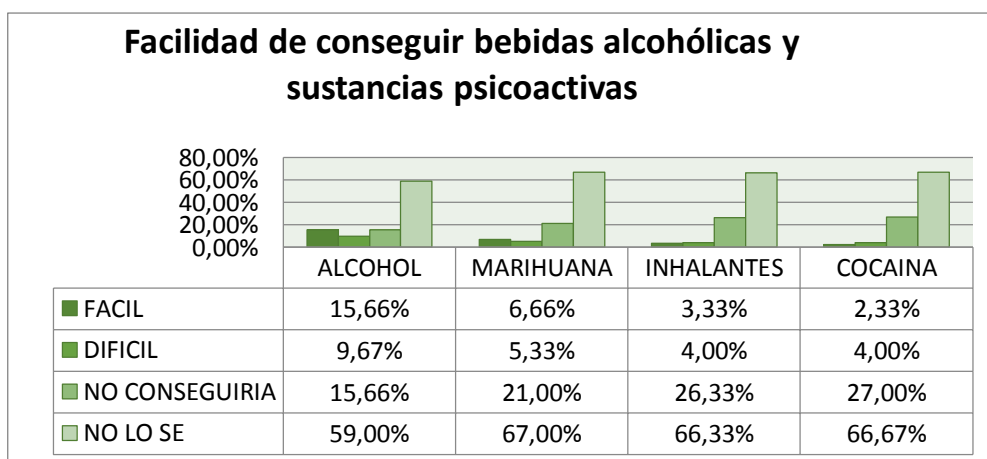 Facilidad de conseguir bebidas alcohólicas y
sustancias psicoactivas
80,00%
60,00%
40,00%
20,00%
0,00%
ALCOHOL MARIHUANA INHALANTES COCAINA
FACIL 15,66% 6,66% 3,33% 2,33%
DIFICIL 9,67% 5,33% 4,00% 4,00%
NO CONSEGUIRIA 15,66% 21,00% 26,33% 27,00%
NO LO SE 59,00% 67,00% 66,33% 66,67%